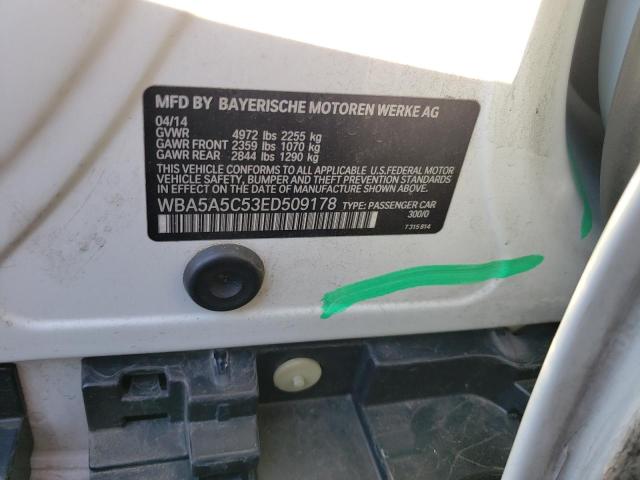 MFD BY BAYERISCHE MOTOREN WERKE AG
04/14
GVWR 4972 lbs 2255 kg
GAWR FRONT 2359 lbs 1070 kg
GAWR REAR 2844 lbs 1290 kg
THIS VEHICLE CONFORMS TO ALL APPLICABLE U.S.FEDERAL MOTOR
VEHICLE SAFETY, BUMPER AND THEFT PREVENTION STANDARDS
IN EFFECT ON THE DATE OF MANUFACTURE SHOWN ABOVE.
WBA5A5C53ED509178 TYPE: PASSENGER CAR
300/0
7 315 814